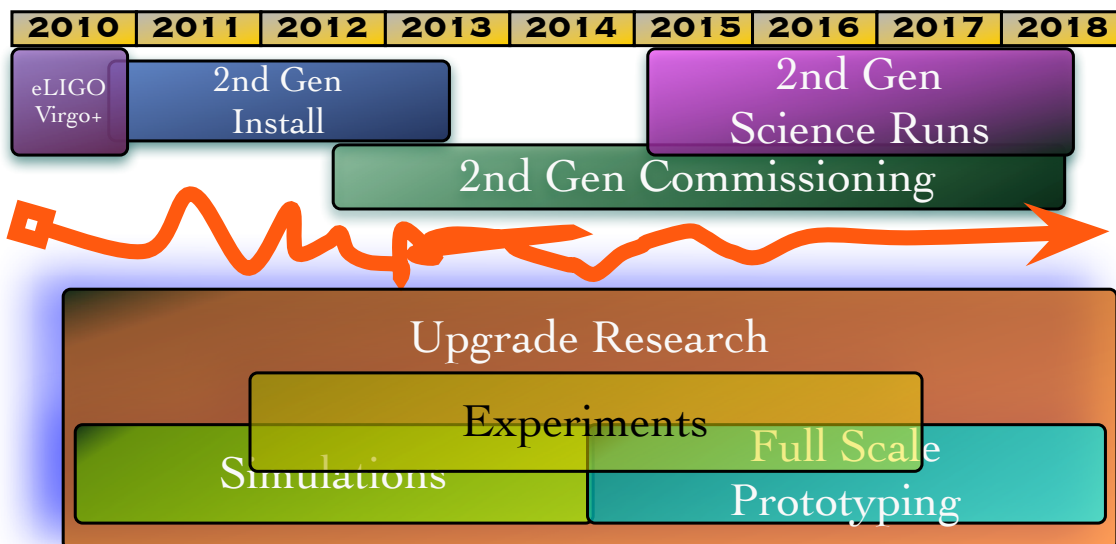 2010 2011 2012 2013 2014 2015 2016 2017 2018
eLIGO
Virgo+
2nd Gen
Install
2nd Gen
Science Runs
2nd Gen Commissioning
Upgrade Research
Experiments
Simulations
Full Scale
Prototyping